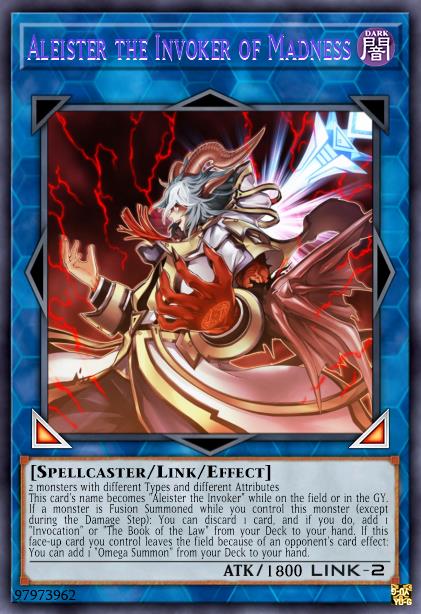 Aleister the Invoker of Madness
DARK
闇
[Spellcaster/Link/Effect]
2 monsters with different Types and different Attributes
This card's name becomes "Aleister the Invoker" while on the field or in the GY.
If a monster is Fusion Summoned while you control this monster (except
during the Damage Step): You can discard 1 card, and if you do, add 1
"Invocation" or "The Book of the Law" from your Deck to your hand. If this
face-up card you control leaves the field because of an opponent's card effect:
You can add 1 "Omega Summon" from your Deck to your hand.
ATK/1800 LINK-2
97973962